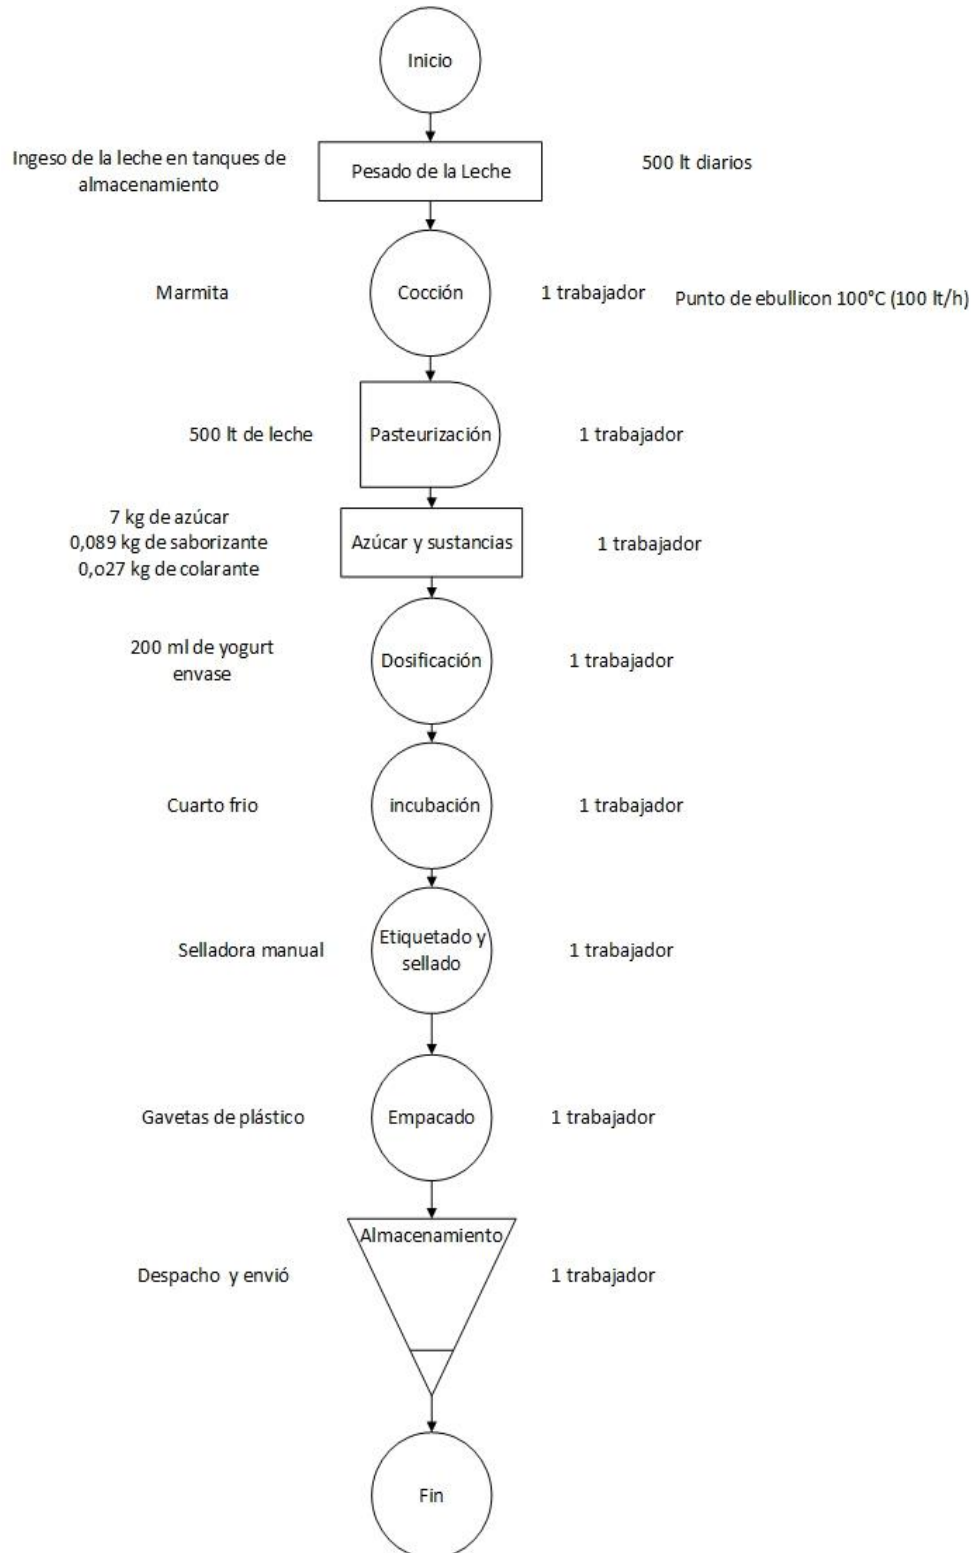 Inicio
Ingeso de la leche en tanques de
almacenamiento
Pesado de la Leche
500 lt diarios
Marmita
Cocción
1 trabajador
Punto de ebullicon 100°C (100 lt/h)
500 lt de leche
Pasteurización
1 trabajador
7 kg de azúcar
0,089 kg de saborizante
0,o27 kg de colarante
Azúcar y sustancias
1 trabajador
200 ml de yogurt
envase
Dosificación
1 trabajador
Cuarto frio
incubación
1 trabajador
Selladora manual
Etiquetado y
sellado
1 trabajador
Gavetas de plástico
Empacado
1 trabajador
Almacenamiento
Despacho y envió
1 trabajador
Fin